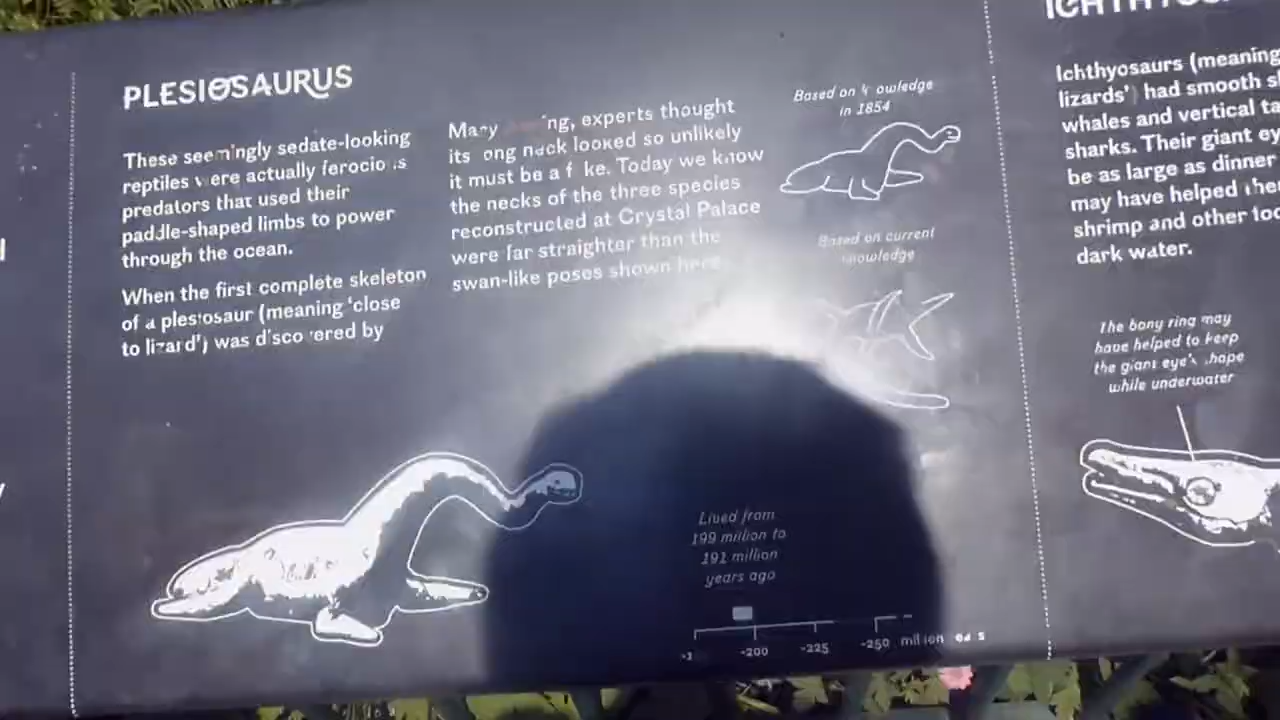 PLESIOSAURUS
These seemingly sedate-looking
reptiles were actually ferocious
predators that used their
paddle-shaped limbs to power
through the ocean.
When the first complete skeleton
of a plesiosaur (meaning 'close
to lizard') was discovered by
Mary Anning, experts thought
its long neck looked so unlikely
it must be a fake. Today we know
the necks of the three species
reconstructed at Crystal Palace
were far straighter than the
swan-like poses shown here.
Based on knowledge
in 1854
Based on current
knowledge
Lived from
199 million to
191 million
years ago
-200 -225 -250 million
Ichthyosaurs (meaning
lizards') had smooth
whales and vertical
sharks. Their giant
be as large as dinner
may have helped
shrimp and other
dark water.
The bony ring may
have helped to keep
the giant eye's shape
while underwater